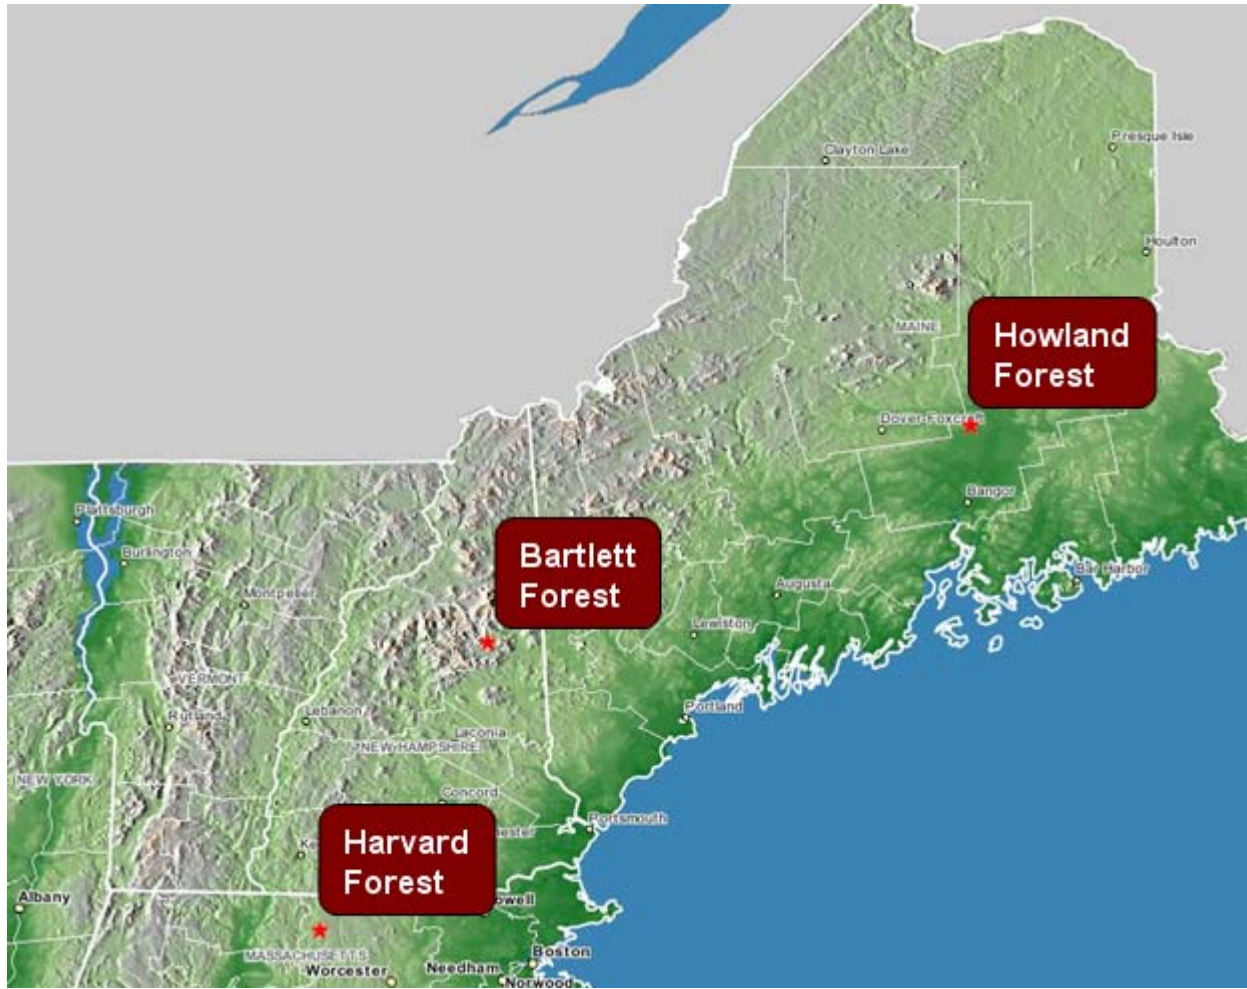 Clayton Lake
Presque Isle
Houlton
MAINE
Howland
Forest
Dover-Foxcroft
Bangor
Plattsburgh
Burlington
Montpelier
Bartlett
Forest
Bar Harbor
Augusta
Lewiston
VERMONT
Rutland
Lebanon
Portland
Laconia
NEW HAMPSHIRE
NEW YORK
Concord
Portsmouth
Harvard
Forest
Albany
MASSACHUSETTS
Boston
Worcester
Needham
Norwood